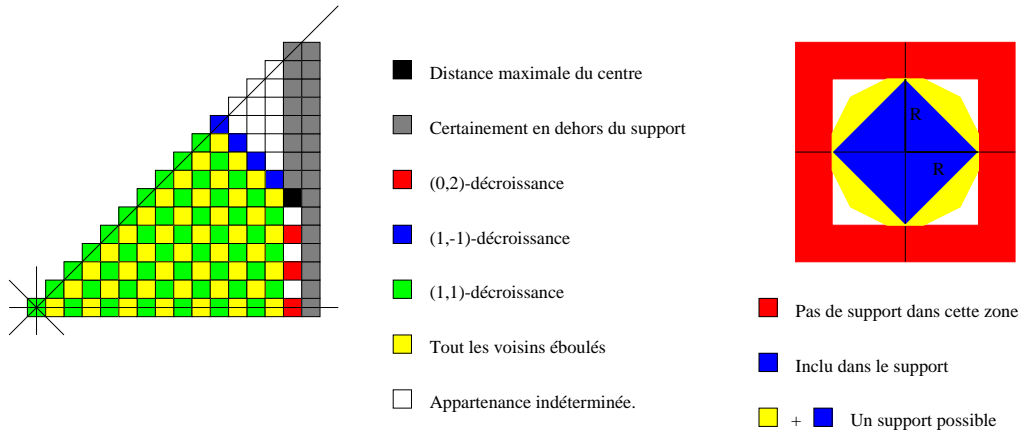 Distance maximale du centre
Certainement en dehors du support
(0,2)-décroissance
(1,-1)-décroissance
(1,1)-décroissance
Tout les voisins éboulés
Appartenance indéterminée.
R
R
Pas de support dans cette zone
Inclu dans le support
+ Un support possible